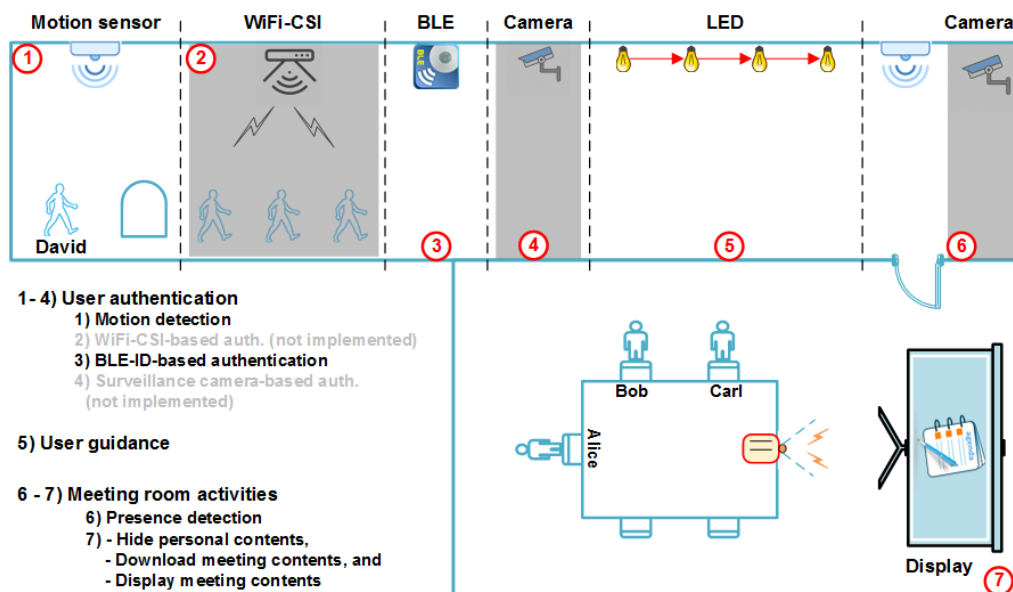 Motion sensor
WiFi-CSI
BLE
Camera
LED
Camera
1
2
BLE
David
3
4
5
6
1- 4) User authentication
1) Motion detection
2) WiFi-CSI-based auth. (not implemented)
3) BLE-ID-based authentication
4) Surveillance camera-based auth.
(not implemented)
5) User guidance
6 - 7) Meeting room activities
6) Presence detection
7) - Hide personal contents,
- Download meeting contents, and
- Display meeting contents
Bob
Carl
Alice
agenda
Display
7